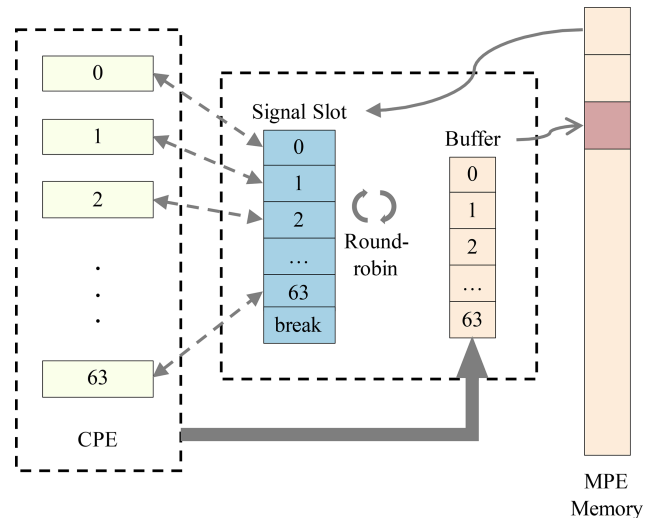 0
1
2
.
.
.
63
CPE
Signal Slot
0
1
2
...
63
break
Round-
robin
Buffer
0
1
2
...
63
MPE
Memory